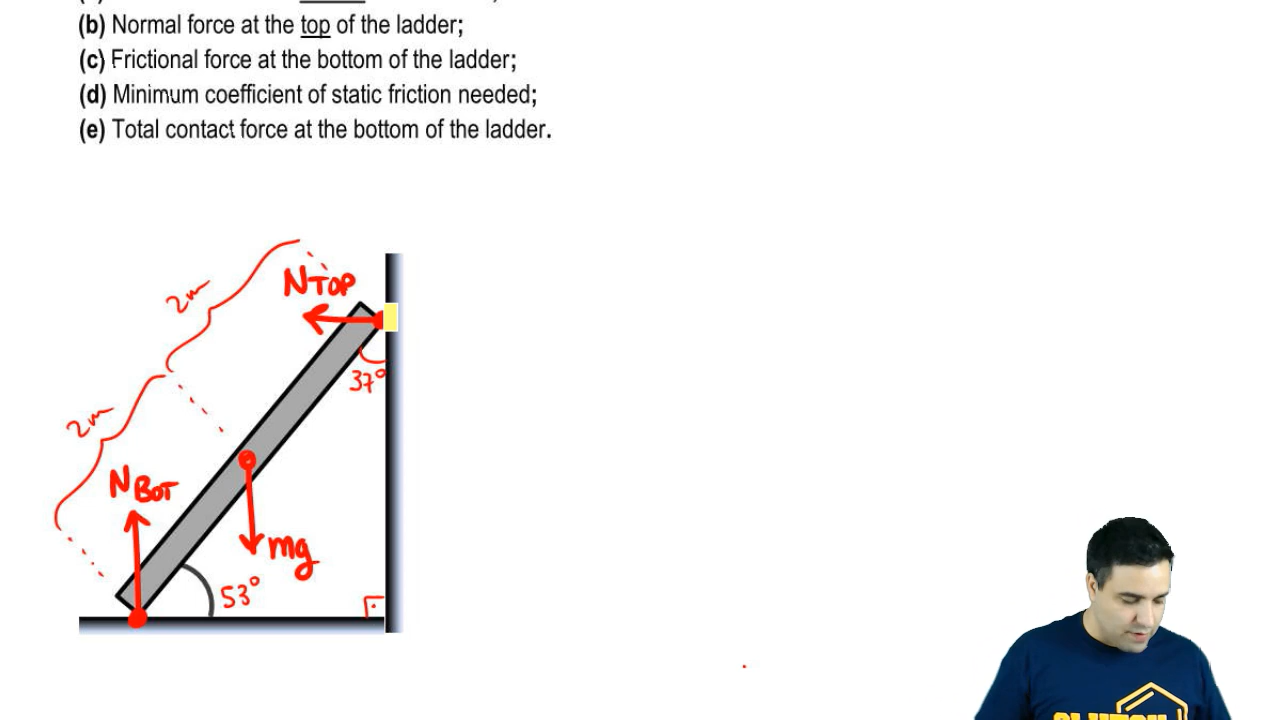 (b) Normal force at the top of the ladder;
(c) Frictional force at the bottom of the ladder;
(d) Minimum coefficient of static friction needed;
(e) Total contact force at the bottom of the ladder.
NTOP
2m
37°
2m
NBOT
mg
53°